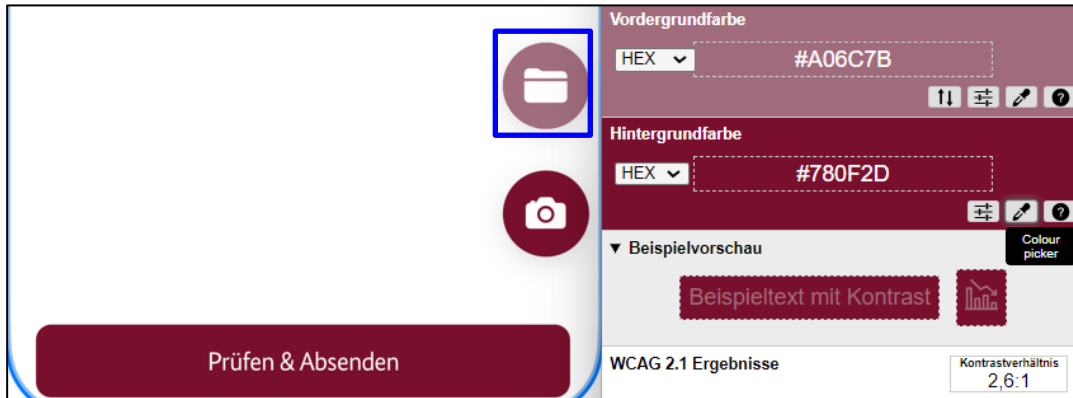 Vordergrundfarbe
HEX #A06C7B
Hintergrundfarbe
HEX #780F2D
Colour
picker
▼ Beispielvorschau
Beispieltext mit Kontrast
Prüfen & Absenden
WCAG 2.1 Ergebnisse
Kontrastverhältnis
2,6:1